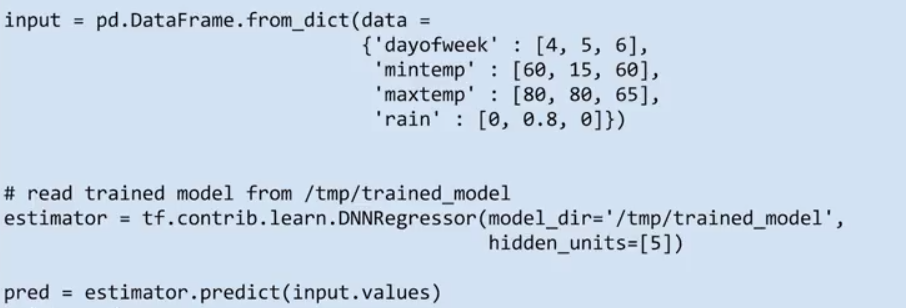 input = pd.DataFrame.from_dict(data =
{'dayofweek' : [4, 5, 6],
'mintemp' : [60, 15, 60],
'maxtemp' : [80, 80, 65],
'rain' : [0, 0.8, 0]})
# read trained model from /tmp/trained_model
estimator = tf.contrib.learn.DNNRegressor(model_dir='/tmp/trained_model',
hidden_units=[5])
pred = estimator.predict(input.values)